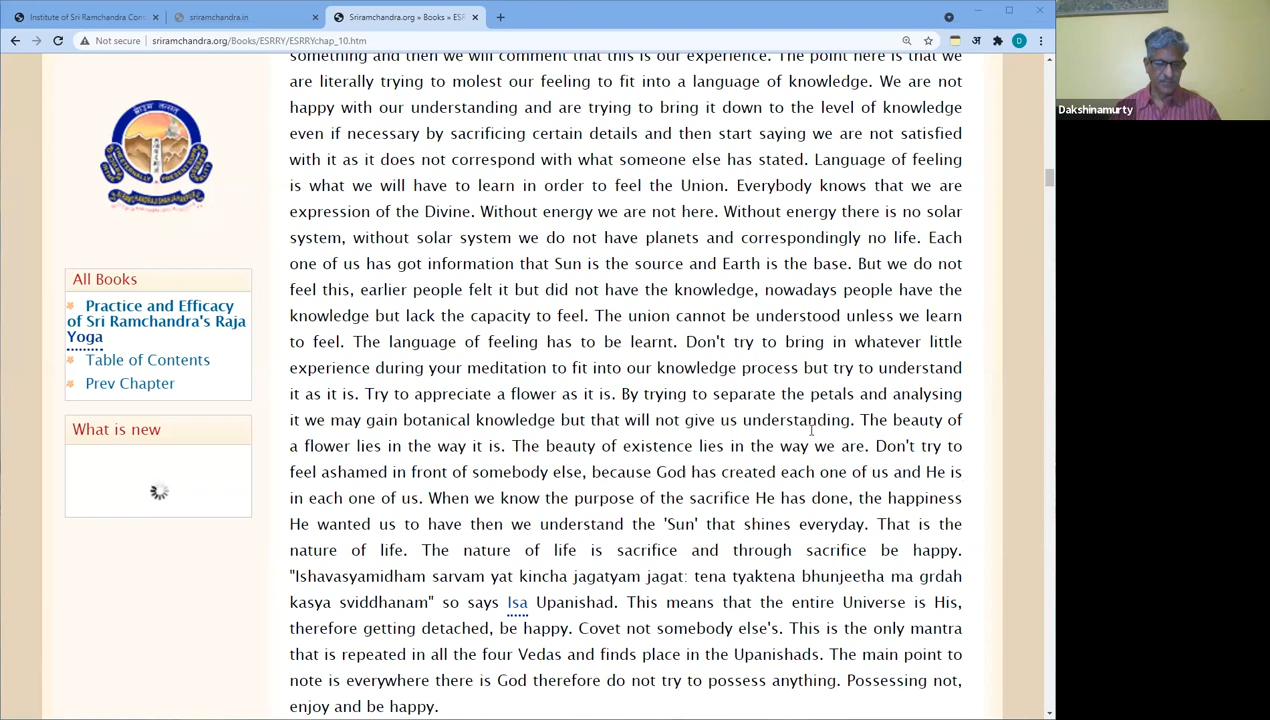 Institute of Sri Ramchandra Con
sriramchandra.in
Sriramchandra.org » Books » ESR
Not secure
sriramchandra.org/Books/ESRRY/ESRRYchap_10.htm
अ
D
something and then we will comment that this is our experience. The point here is that we
are literally trying to molest our feeling to fit into a language of knowledge. We are not
happy with our understanding and are trying to bring it down to the level of knowledge
even if necessary by sacrificing certain details and then start saying we are not satisfied
with it as it does not correspond with what someone else has stated. Language of feeling
is what we will have to learn in order to feel the Union. Everybody knows that we are
expression of the Divine. Without energy we are not here. Without energy there is no solar
system, without solar system we do not have planets and correspondingly no life. Each
one of us has got information that Sun is the source and Earth is the base. But we do not
feel this, earlier people felt it but did not have the knowledge, nowadays people have the
knowledge but lack the capacity to feel. The union cannot be understood unless we learn
to feel. The language of feeling has to be learnt. Don't try to bring in whatever little
experience during your meditation to fit into our knowledge process but try to understand
it as it is. Try to appreciate a flower as it is. By trying to separate the petals and analysing
it we may gain botanical knowledge but that will not give us understanding. The beauty of
a flower lies in the way it is. The beauty of existence lies in the way we are. Don't try to
feel ashamed in front of somebody else, because God has created each one of us and He is
in each one of us. When we know the purpose of the sacrifice He has done, the happiness
He wanted us to have then we understand the 'Sun' that shines everyday. That is the
nature of life. The nature of life is sacrifice and through sacrifice be happy.
"Ishavasyamidham sarvam yat kincha jagatyam jagat: tena tyaktena bhunjeetha ma grdah
kasya sviddhanam" so says Isa Upanishad. This means that the entire Universe is His,
therefore getting detached, be happy. Covet not somebody else's. This is the only mantra
that is repeated in all the four Vedas and finds place in the Upanishads. The main point to
note is everywhere there is God therefore do not try to possess anything. Possessing not,
enjoy and be happy.
All Books
Practice and Efficacy
of Sri Ramchandra's Raja
Yoga
Table of Contents
Prev Chapter
What is new
Dakshinamurty